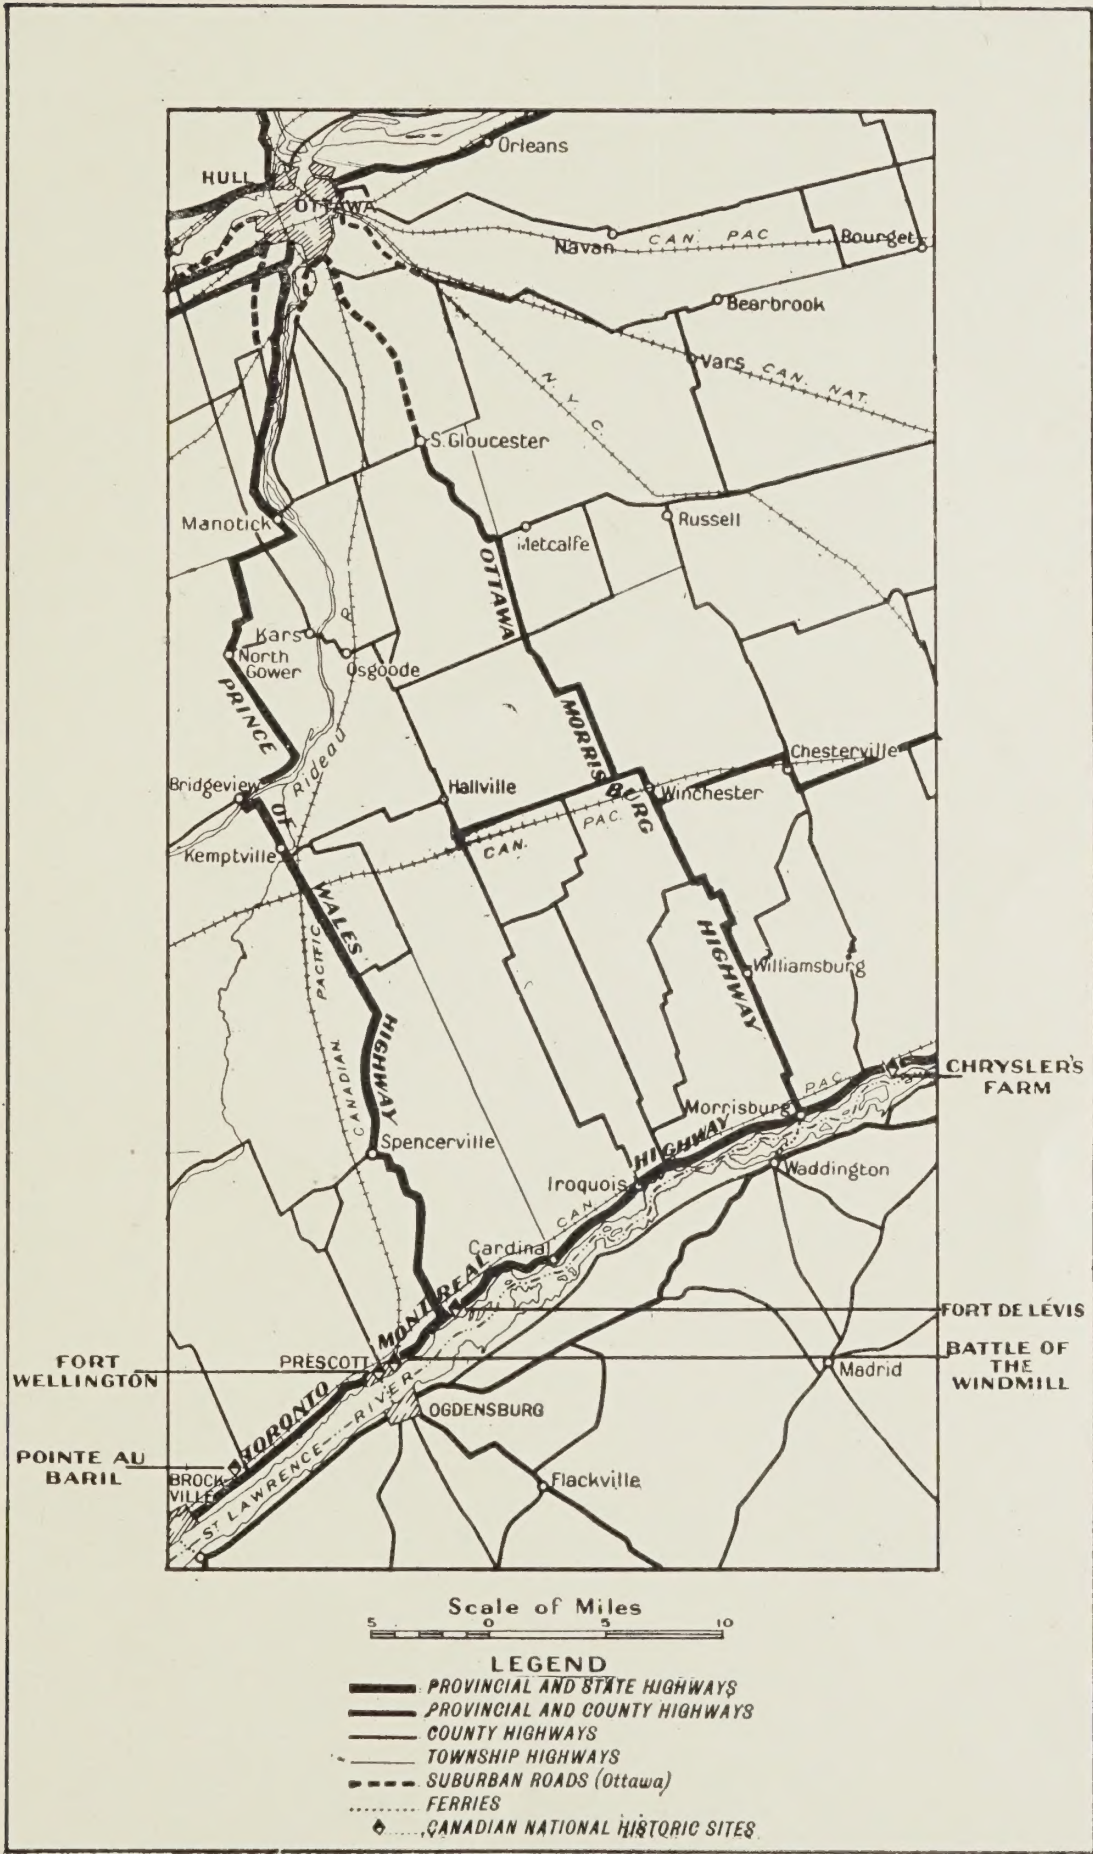 Orleans
HULL
OTTAWA
Navan
CAN. PAC
Bourget
Bearbrook
Vars
CAN. NAT.
N. Y. C.
S. Gloucester
Manotick
Metcalfe
Russell
OTTAWA
MORRISBURG
HIGHWAY
Kars
R.
North
Gower
Osgoode
PRINCE
OF
WALES
HIGHWAY
Rideau
Bridgeview
Hallville
Chesterville
Winchester
Kemptville
CAN.
PAC.
CANADIAN
PACIFIC
Williamsburg
CHRYSLER'S
FARM
PAC.
Morrisburg
Spencerville
HIGHWAY
Waddington
Iroquois
CAN.
Cardinal
MONTREAL
FORT DE LÉVIS
FORT
WELLINGTON
PRESCOTT
BATTLE OF
THE
WINDMILL
Madrid
TORONTO
OGDENSBURG
POINTE AU
BARIL
BROCK
VILLE
ST. LAWRENCE
RIVER
Flackville
Scale of Miles
5 0 5 10
LEGEND
PROVINCIAL AND STATE HIGHWAYS
PROVINCIAL AND COUNTY HIGHWAYS
COUNTY HIGHWAYS
TOWNSHIP HIGHWAYS
SUBURBAN ROADS (Ottawa)
FERRIES
CANADIAN NATIONAL HISTORIC SITES